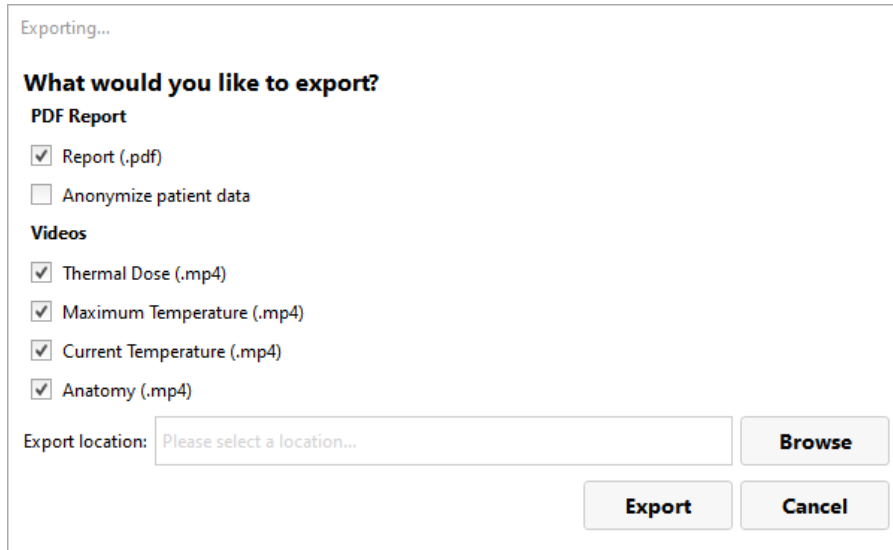 Exporting...
What would you like to export?
PDF Report
Report (.pdf)
Anonymize patient data
Videos
Thermal Dose (.mp4)
Maximum Temperature (.mp4)
Current Temperature (.mp4)
Anatomy (.mp4)
Export location: Please select a location... Browse
Export Cancel